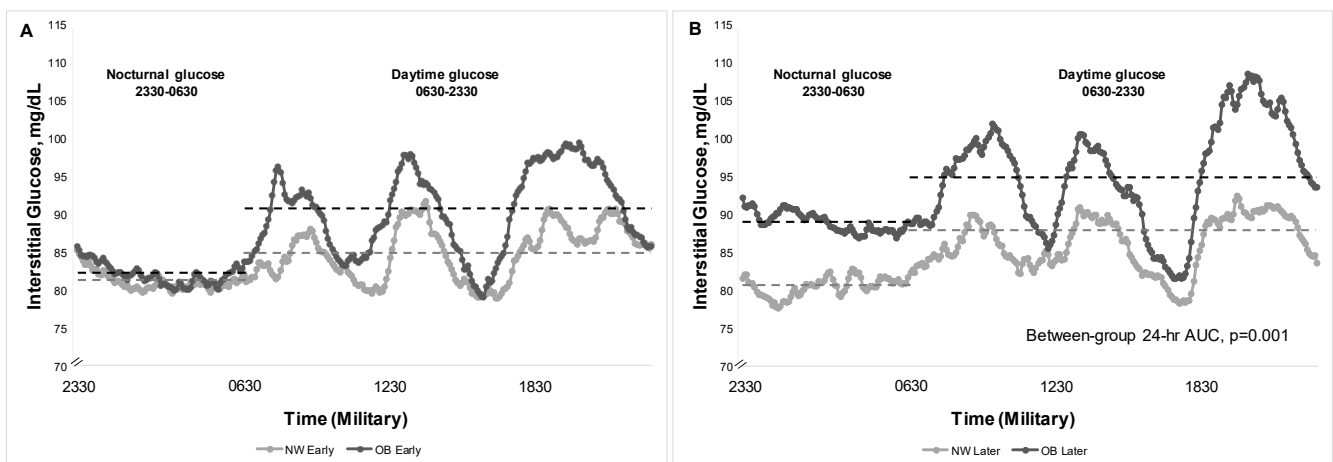 A
Nocturnal glucose
2330-0630
Daytime glucose
0630-2330
Interstitial Glucose, mg/dL
115
110
105
100
95
90
85
80
75
70
2330
0630
1230
1830
Time (Military)
NW Early
OB Early
B
Nocturnal glucose
2330-0630
Daytime glucose
0630-2330
Interstitial Glucose, mg/dL
115
110
105
100
95
90
85
80
75
70
Between-group 24-hr AUC, p=0.001
2330
0630
1230
1830
Time (Military)
NW Later
OB Later